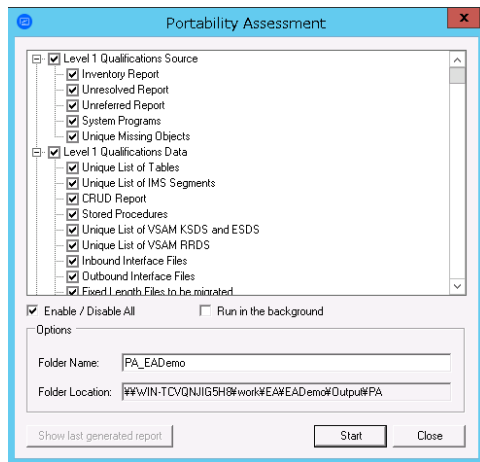 Portability Assessment
x
Level 1 Qualifications Source
Inventory Report
Unresolved Report
Unreferred Report
System Programs
Unique Missing Objects
Level 1 Qualifications Data
Unique List of Tables
Unique List of IMS Segments
CRUD Report
Stored Procedures
Unique List of VSAM KSDS and ESDS
Unique List of VSAM RRDS
Inbound Interface Files
Outbound Interface Files
Fixed Length Files to be migrated
Enable / Disable All
Run in the background
Options
Folder Name: PA_EADemo
Folder Location: ¥¥WIN-TCVQNJIG5H8¥work¥EA¥EADemo¥Output¥PA
Show last generated report
Start
Close